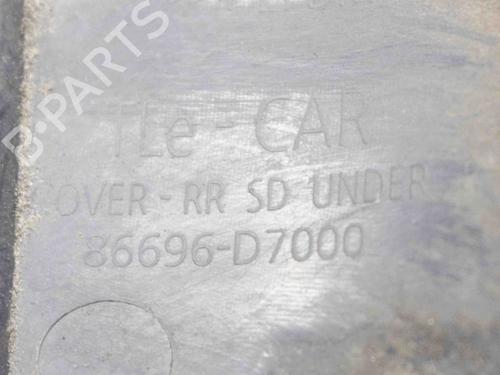 B-PARTS
TLe - CAR
COVER - RR SD UNDER
86696-D7000